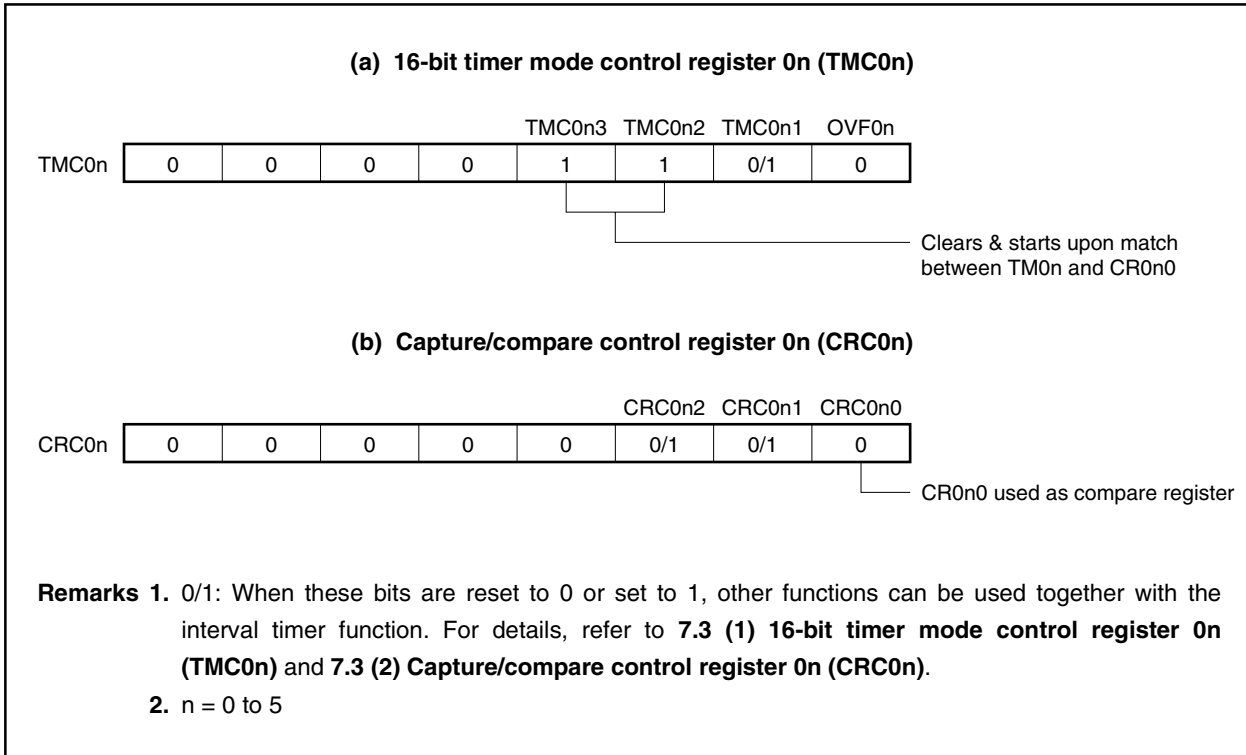 (a) 16-bit timer mode control register 0n (TMC0n)
TMC0n3 TMC0n2 TMC0n1 OVF0n
TMC0n 0 0 0 0 1 1 0/1 0
Clears & starts upon match
between TM0n and CR0n0
(b) Capture/compare control register 0n (CRC0n)
CRC0n2 CRC0n1 CRC0n0
CRC0n 0 0 0 0 0 0/1 0/1 0
CR0n0 used as compare register
Remarks 1. 0/1: When these bits are reset to 0 or set to 1, other functions can be used together with the
interval timer function. For details, refer to 7.3 (1) 16-bit timer mode control register 0n
(TMC0n) and 7.3 (2) Capture/compare control register 0n (CRC0n).
2. n = 0 to 5